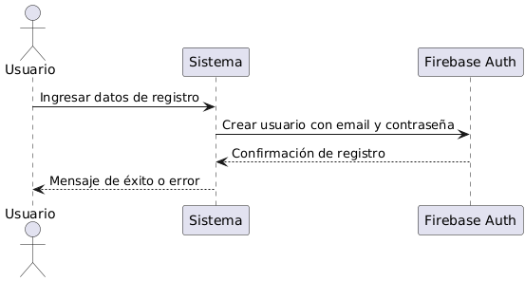 Usuario
Sistema
Firebase Auth
Ingresar datos de registro
Crear usuario con email y contraseña
Confirmación de registro
Mensaje de éxito o error
Usuario
Sistema
Firebase Auth